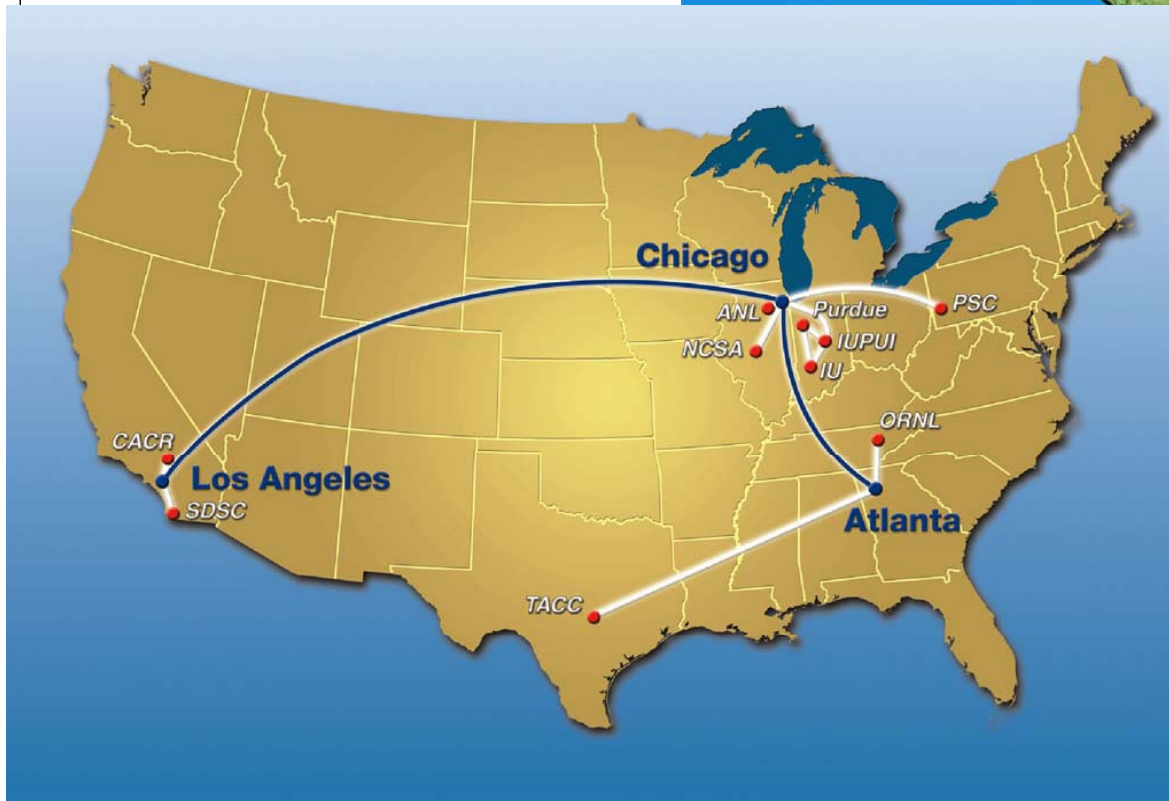 Chicago
ANL
Purdue
PSC
NCSA
IUPUI
IU
ORNL
CACR
Los Angeles
SDSC
Atlanta
TACC